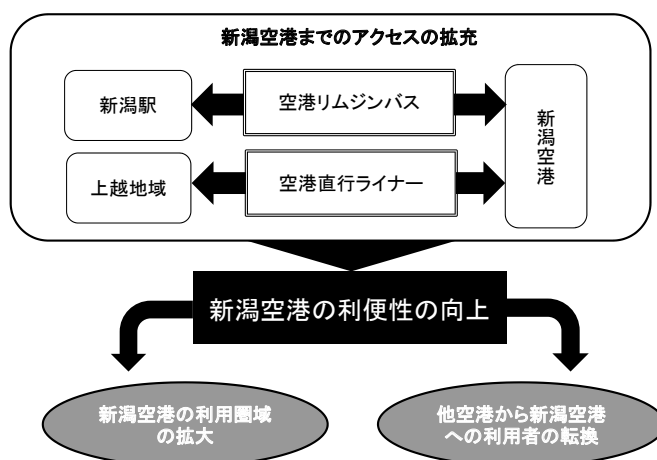 新潟空港までのアクセスの拡充
新潟駅
空港リムジンバス
新潟空港
上越地域
空港直行ライナー
新潟空港の利便性の向上
新潟空港の利用圏域
の拡大
他空港から新潟空港
への利用者の転換